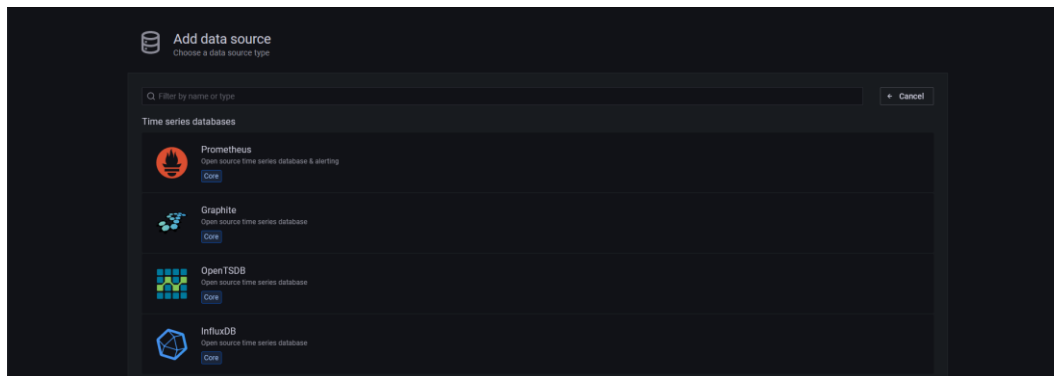 Add data source
Choose a data source type
Filter by name or type
Cancel
Time series databases
Prometheus
Open source time series database & alerting
Core
Graphite
Open source time series database
Core
OpenTSDB
Open source time series database
Core
InfluxDB
Open source time series database
Core